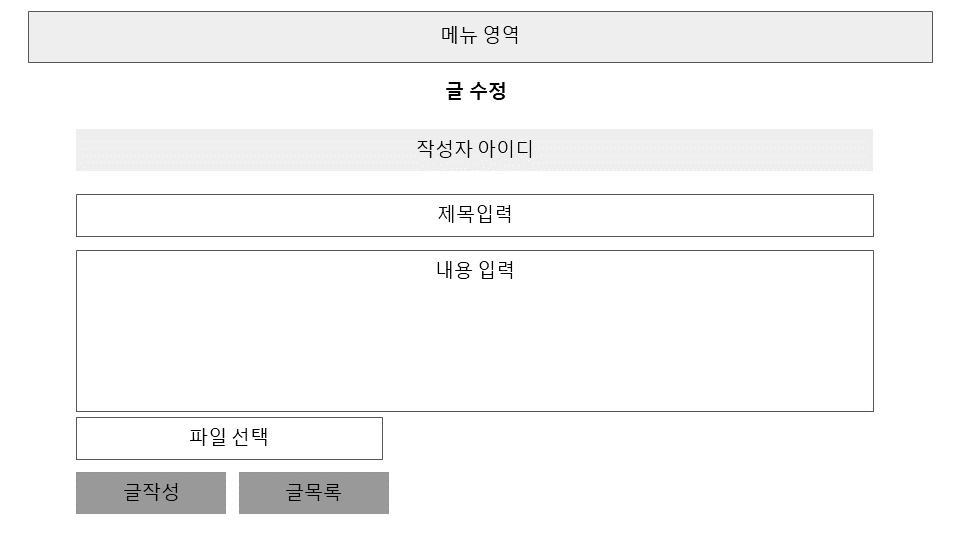 메뉴 영역
글 수정
작성자 아이디
제목입력
내용 입력
파일 선택
글작성
글목록